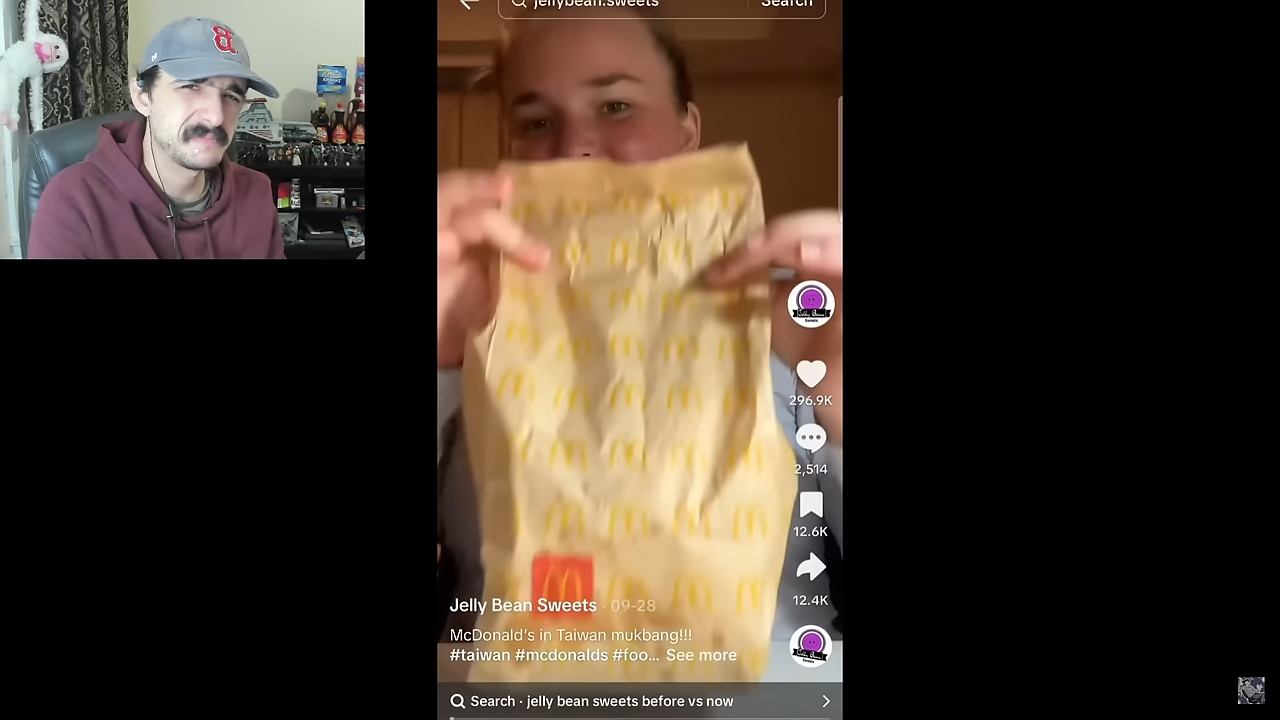 jellybean.sweets
Search
B
296.9K
2,514
12.6K
12.4K
Jelly Bean Sweets · 09-28
McDonald's in Taiwan mukbang!!!
#taiwan #mcdonalds #foo... See more
Search · jelly bean sweets before vs now